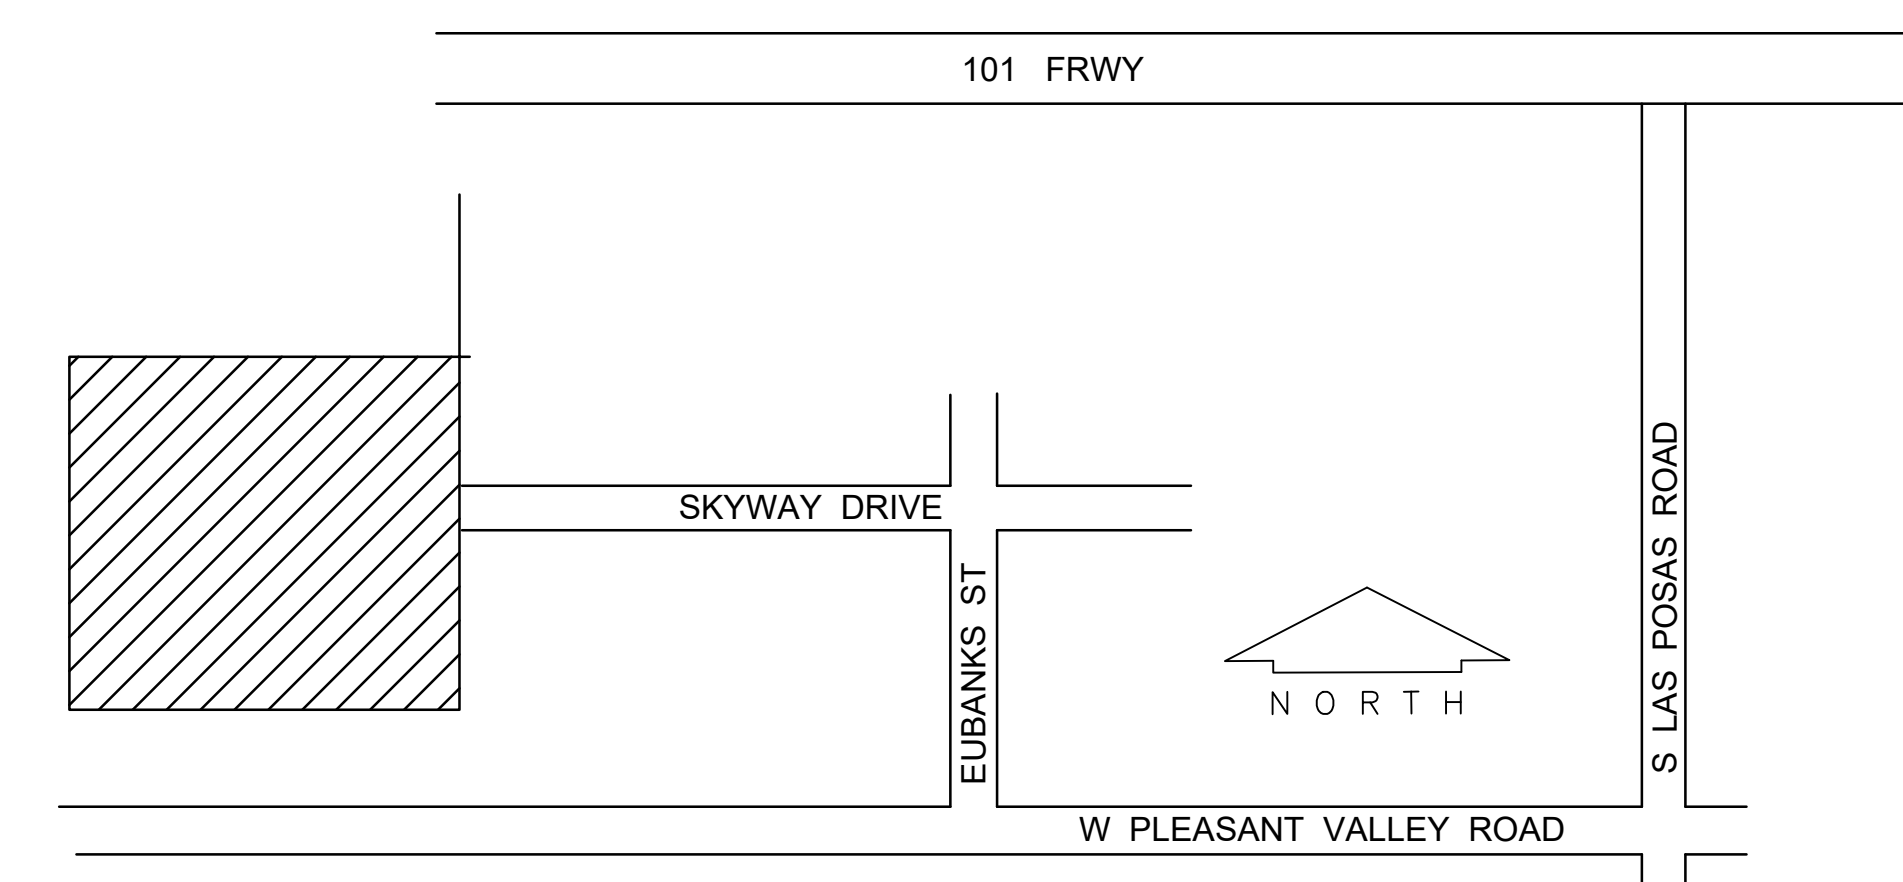 101 FRWY
SKYWAY DRIVE
EUBANKS ST
NORTH
S LAS POSAS ROAD
W PLEASANT VALLEY ROAD